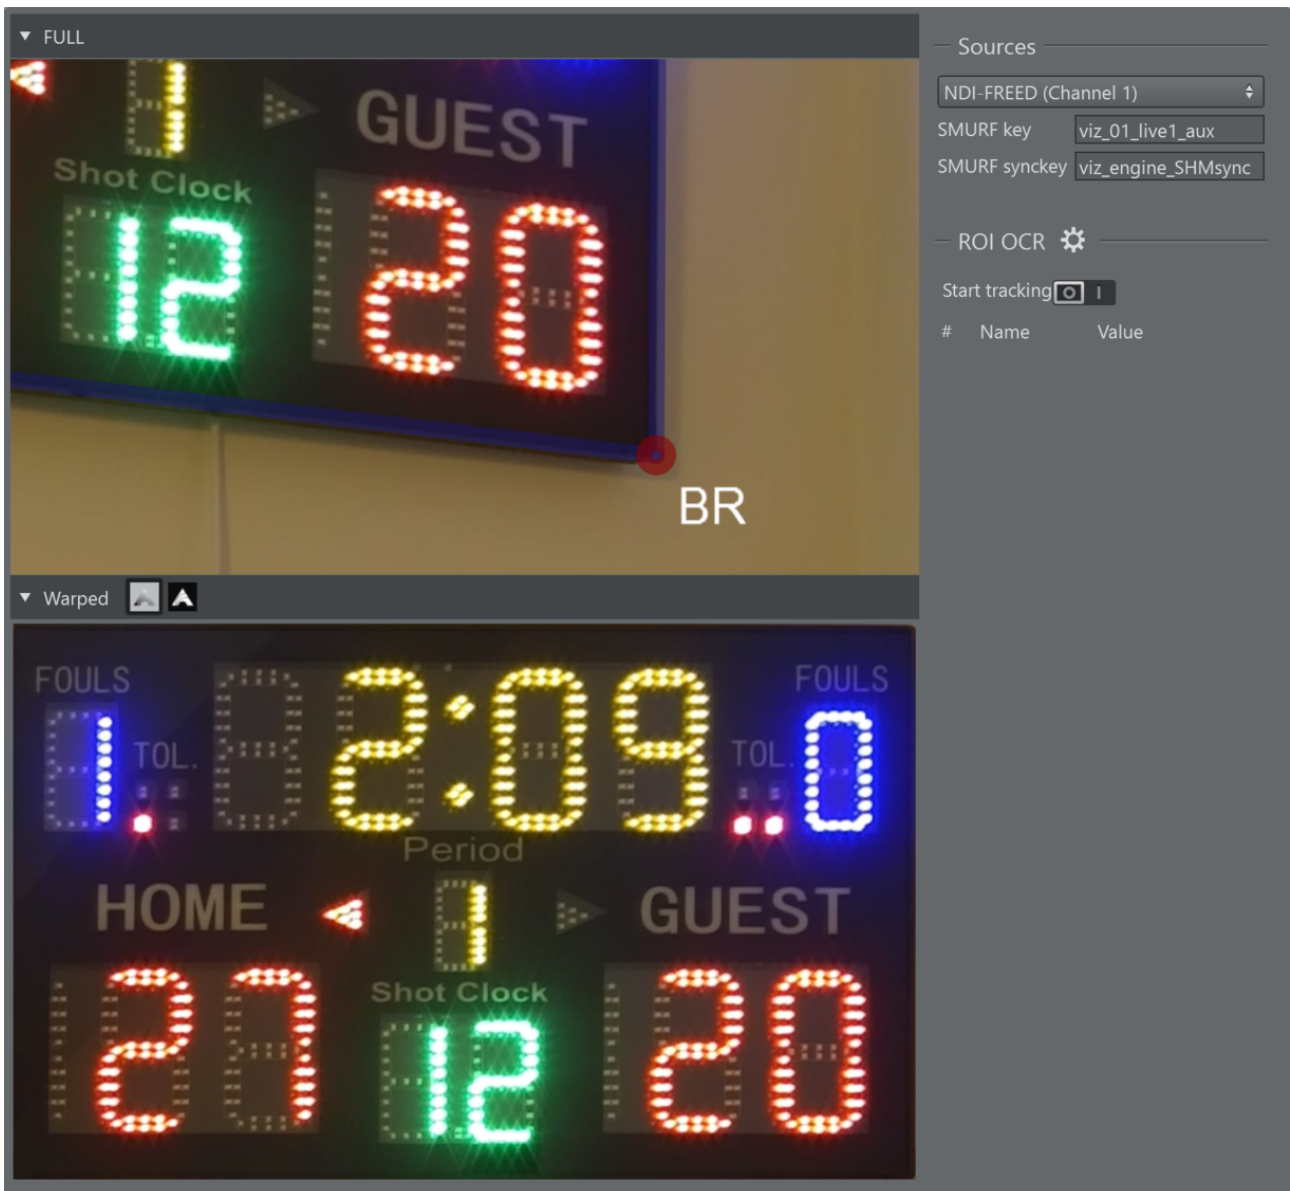 FULL
1
GUEST
Shot Clock
12
20
BR
Sources
NDI-FREED (Channel 1)
SMURF key viz_01_live1_aux
SMURF synckey viz_engine_SHMsync
ROI OCR
Start tracking
# Name Value
Warped
FOULS 2:09 FOULS
1 TOL. TOL. 0
Period
HOME 1 GUEST
Shot Clock
27 12 20